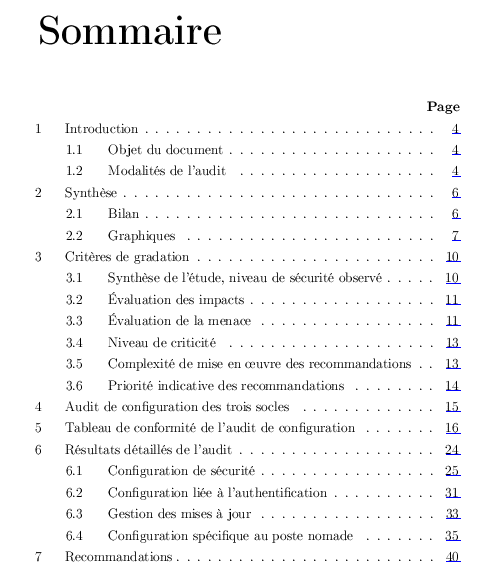 Sommaire
Page
1 Introduction . . . . . . . . . . . . . . . . . . . . . . . . . . . . 4
1.1 Objet du document . . . . . . . . . . . . . . . . . . . . 4
1.2 Modalités de l'audit . . . . . . . . . . . . . . . . . . . 4
2 Synthèse . . . . . . . . . . . . . . . . . . . . . . . . . . . . . . 6
2.1 Bilan . . . . . . . . . . . . . . . . . . . . . . . . . . . . 6
2.2 Graphiques . . . . . . . . . . . . . . . . . . . . . . . . 7
3 Critères de gradation . . . . . . . . . . . . . . . . . . . . . . . 10
3.1 Synthèse de l'étude, niveau de sécurité observé . . . . . 10
3.2 Évaluation des impacts . . . . . . . . . . . . . . . . . . 11
3.3 Évaluation de la menace . . . . . . . . . . . . . . . . . 11
3.4 Niveau de criticité . . . . . . . . . . . . . . . . . . . . 13
3.5 Complexité de mise en œuvre des recommandations . . 13
3.6 Priorité indicative des recommandations . . . . . . . . 14
4 Audit de configuration des trois socles . . . . . . . . . . . . . 15
5 Tableau de conformité de l'audit de configuration . . . . . . . 16
6 Résultats détaillés de l'audit . . . . . . . . . . . . . . . . . . . 24
6.1 Configuration de sécurité . . . . . . . . . . . . . . . . . 25
6.2 Configuration liée à l'authentification . . . . . . . . . . 31
6.3 Gestion des mises à jour . . . . . . . . . . . . . . . . . 33
6.4 Configuration spécifique au poste nomade . . . . . . . 35
7 Recommandations . . . . . . . . . . . . . . . . . . . . . . . . . 40